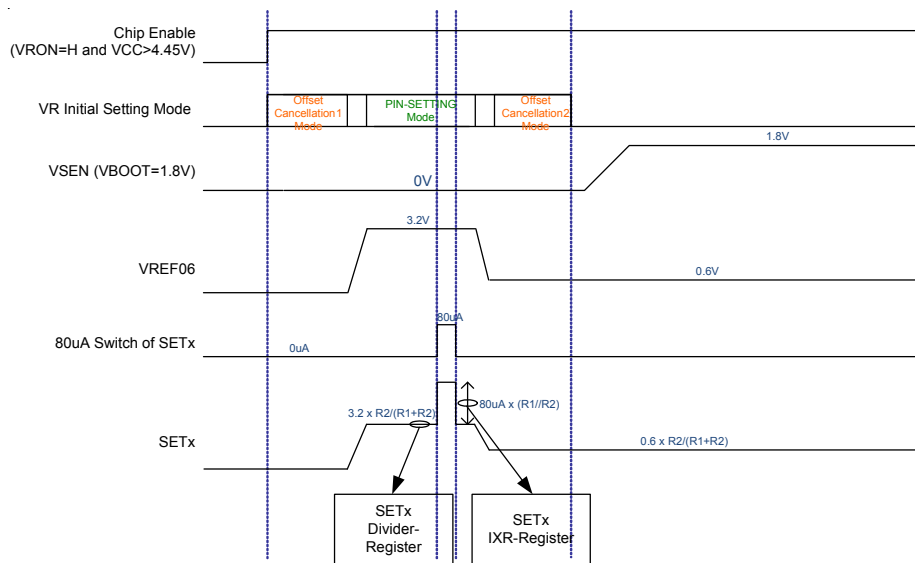 Chip Enable
(VRON=H and VCC>4.45V)
VR Initial Setting Mode
Offset
Cancellation1
Mode
PIN-SETTING
Mode
Offset
Cancellation2
Mode
1.8V
VSEN (VBOOT=1.8V)
0V
3.2V
VREF06
0.6V
80uA
80uA Switch of SETx
0uA
3.2 x R2/(R1+R2)
80uA x (R1//R2)
SETx
0.6 x R2/(R1+R2)
SETx
Divider-
Register
SETx
IXR-Register